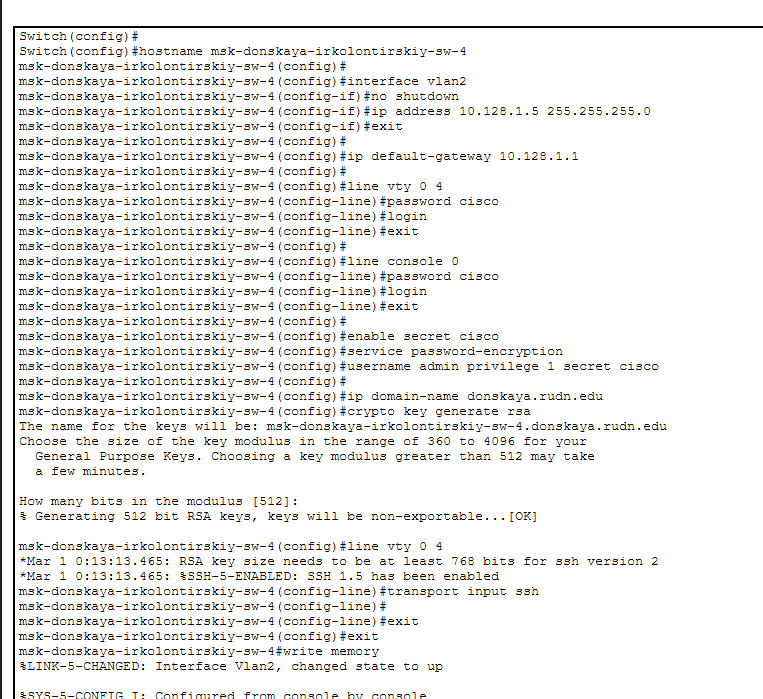 Switch(config)#
Switch(config)#hostname msk-donskaya-irkolontirskiy-sw-4
msk-donskaya-irkolontirskiy-sw-4(config)#
msk-donskaya-irkolontirskiy-sw-4(config)#interface vlan2
msk-donskaya-irkolontirskiy-sw-4(config-if)#no shutdown
msk-donskaya-irkolontirskiy-sw-4(config-if)#ip address 10.128.1.5 255.255.255.0
msk-donskaya-irkolontirskiy-sw-4(config-if)#exit
msk-donskaya-irkolontirskiy-sw-4(config)#
msk-donskaya-irkolontirskiy-sw-4(config)#ip default-gateway 10.128.1.1
msk-donskaya-irkolontirskiy-sw-4(config)#
msk-donskaya-irkolontirskiy-sw-4(config)#line vty 0 4
msk-donskaya-irkolontirskiy-sw-4(config-line)#password cisco
msk-donskaya-irkolontirskiy-sw-4(config-line)#login
msk-donskaya-irkolontirskiy-sw-4(config-line)#exit
msk-donskaya-irkolontirskiy-sw-4(config)#
msk-donskaya-irkolontirskiy-sw-4(config)#line console 0
msk-donskaya-irkolontirskiy-sw-4(config-line)#password cisco
msk-donskaya-irkolontirskiy-sw-4(config-line)#login
msk-donskaya-irkolontirskiy-sw-4(config-line)#exit
msk-donskaya-irkolontirskiy-sw-4(config)#
msk-donskaya-irkolontirskiy-sw-4(config)#enable secret cisco
msk-donskaya-irkolontirskiy-sw-4(config)#service password-encryption
msk-donskaya-irkolontirskiy-sw-4(config)#username admin privilege 1 secret cisco
msk-donskaya-irkolontirskiy-sw-4(config)#
msk-donskaya-irkolontirskiy-sw-4(config)#ip domain-name donskaya.rudn.edu
msk-donskaya-irkolontirskiy-sw-4(config)#crypto key generate rsa
The name for the keys will be: msk-donskaya-irkolontirskiy-sw-4.donskaya.rudn.edu
Choose the size of the key modulus in the range of 360 to 4096 for your
General Purpose Keys. Choosing a key modulus greater than 512 may take
a few minutes.
How many bits in the modulus [512]:
% Generating 512 bit RSA keys, keys will be non-exportable...[OK]
msk-donskaya-irkolontirskiy-sw-4(config)#line vty 0 4
*Mar 1 0:13:13.465: RSA key size needs to be at least 768 bits for ssh version 2
*Mar 1 0:13:13.465: %SSH-5-ENABLED: SSH 1.5 has been enabled
msk-donskaya-irkolontirskiy-sw-4(config-line)#transport input ssh
msk-donskaya-irkolontirskiy-sw-4(config-line)#
msk-donskaya-irkolontirskiy-sw-4(config-line)#exit
msk-donskaya-irkolontirskiy-sw-4(config)#exit
msk-donskaya-irkolontirskiy-sw-4#write memory
%LINK-5-CHANGED: Interface Vlan2, changed state to up
%SYS-5-CONFIG_I: Configured from console by console